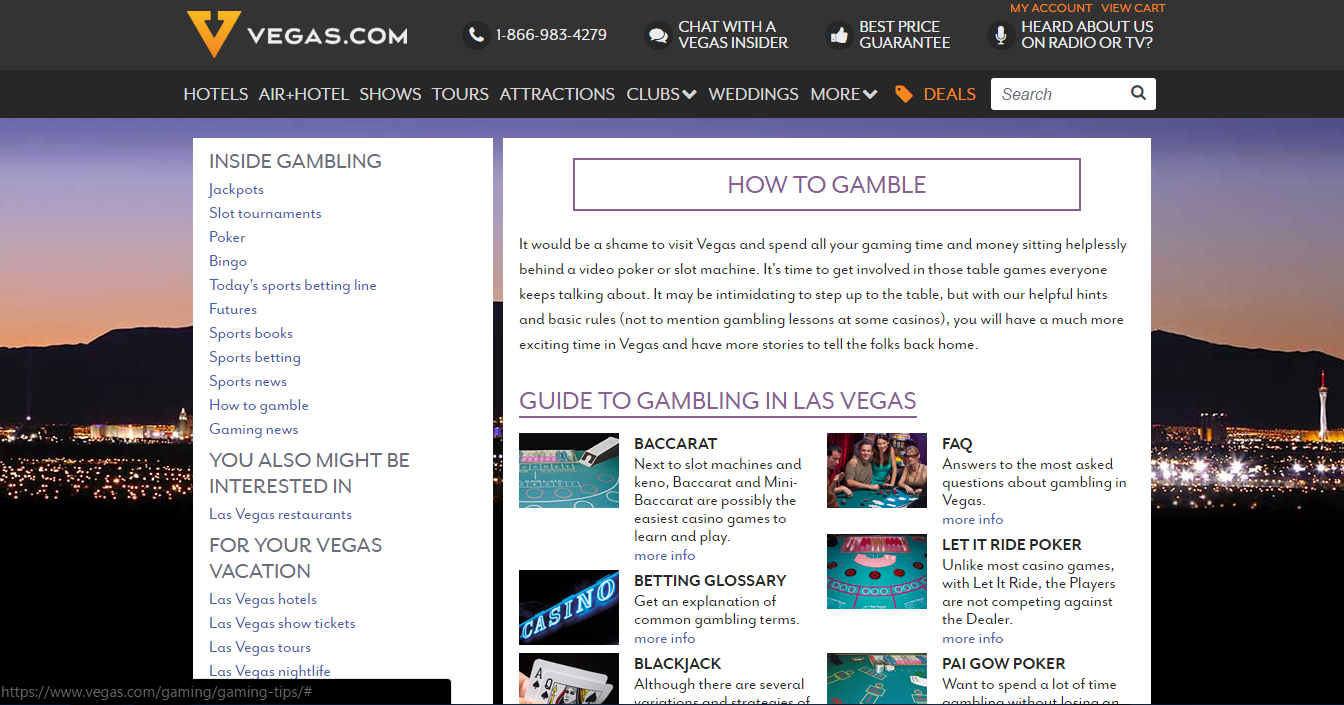 MY ACCOUNT VIEW CART
VEGAS.COM
1-866-983-4279
CHAT WITH A
VEGAS INSIDER
BEST PRICE
GUARANTEE
HEARD ABOUT US
ON RADIO OR TV?
HOTELS AIR+HOTEL SHOWS TOURS ATTRACTIONS CLUBS WEDDINGS MORE DEALS Search
INSIDE GAMBLING
Jackpots
Slot tournaments
Poker
Bingo
Today's sports betting line
Futures
Sports books
Sports betting
Sports news
How to gamble
Gaming news
YOU ALSO MIGHT BE
INTERESTED IN
Las Vegas restaurants
FOR YOUR VEGAS
VACATION
Las Vegas hotels
Las Vegas show tickets
Las Vegas tours
Las Vegas nightlife
HOW TO GAMBLE
It would be a shame to visit Vegas and spend all your gaming time and money sitting helplessly
behind a video poker or slot machine. It's time to get involved in those table games everyone
keeps talking about. It may be intimidating to step up to the table, but with our helpful hints
and basic rules (not to mention gambling lessons at some casinos), you will have a much more
exciting time in Vegas and have more stories to tell the folks back home.
GUIDE TO GAMBLING IN LAS VEGAS
BACCARAT
Next to slot machines and
keno, Baccarat and Mini-
Baccarat are possibly the
easiest casino games to
learn and play.
more info
CASINO
BETTING GLOSSARY
Get an explanation of
common gambling terms.
more info
A Q
BLACKJACK
Although there are several
variations and strategies of
FAQ
Answers to the most asked
questions about gambling in
Vegas.
more info
LET IT RIDE POKER
Unlike most casino games,
with Let It Ride, the Players
are not competing against
the Dealer.
more info
PAI GOW POKER
Want to spend a lot of time
gambling without losing an
https://www.vegas.com/gaming/gaming-tips/#